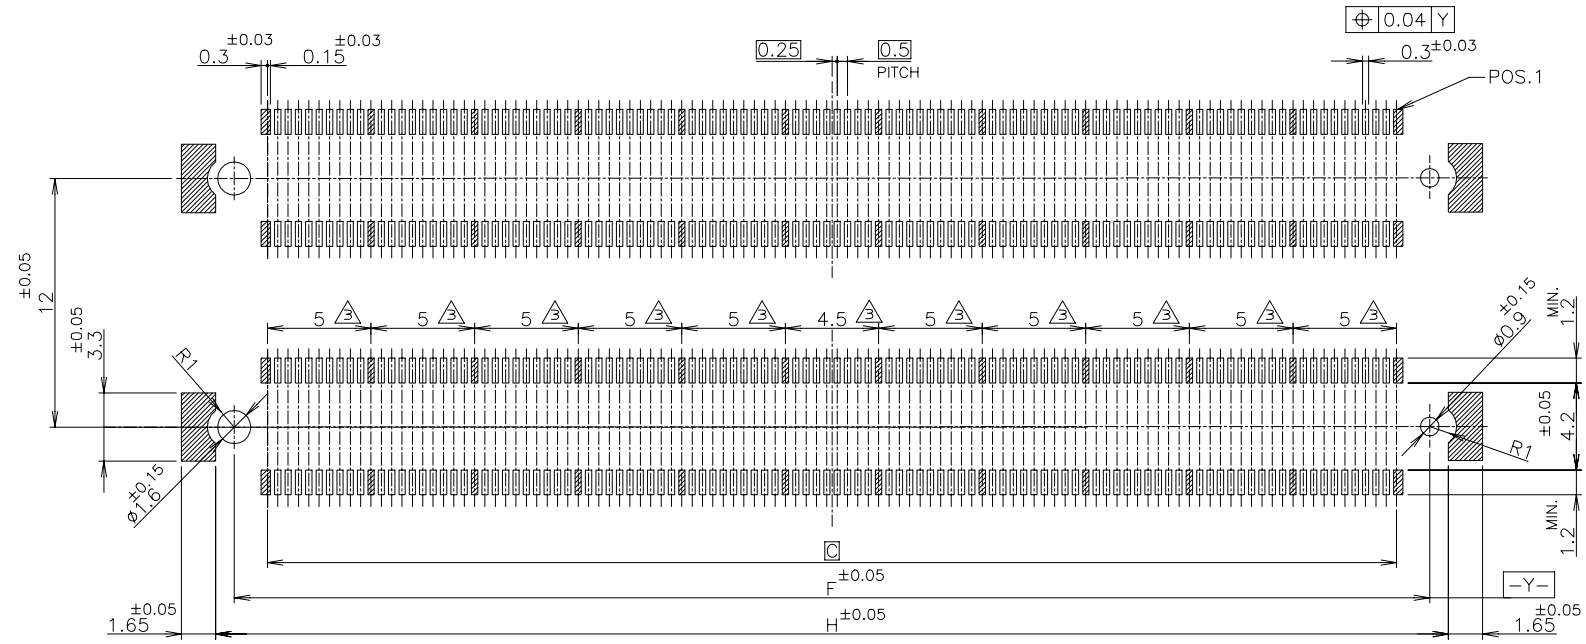 ⌖ 0.04 Y
±0.03 ±0.03
0.3 0.15 0.25 0.5 0.3±0.03
PITCH
POS.1
±0.05
12
5 3 5 3 5 3 5 3 5 3 4.5 3 5 3 5 3 5 3 5 3 5 3
±0.15
ø0.9
MIN.
1.2
±0.05
3.3
R1
±0.05
4.2
R1
±0.15
ø1.6
MIN.
1.2
C
F±0.05
-Y-
±0.05
1.65
H±0.05
±0.05
1.65